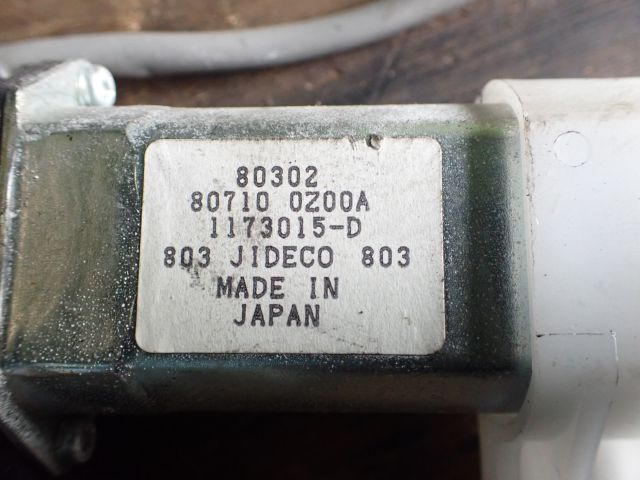 80302
80710 0Z00A
1173015-D
803 JIDECO 803
MADE IN
JAPAN